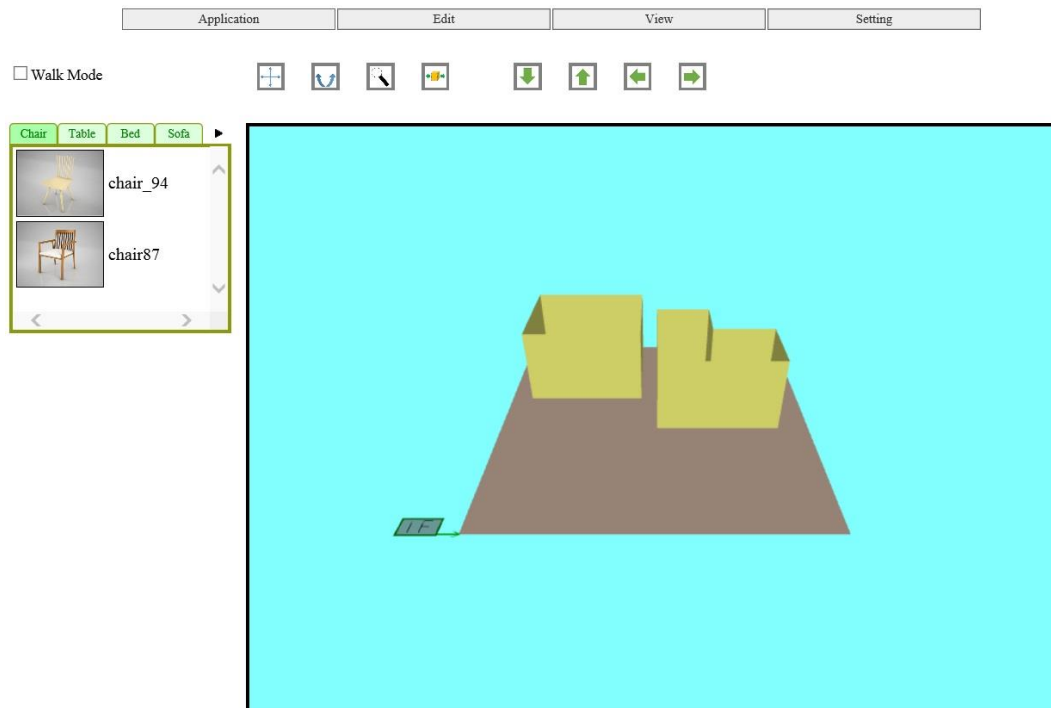 Application Edit View Setting
Walk Mode
Chair Table Bed Sofa
chair_94
chair87
1F